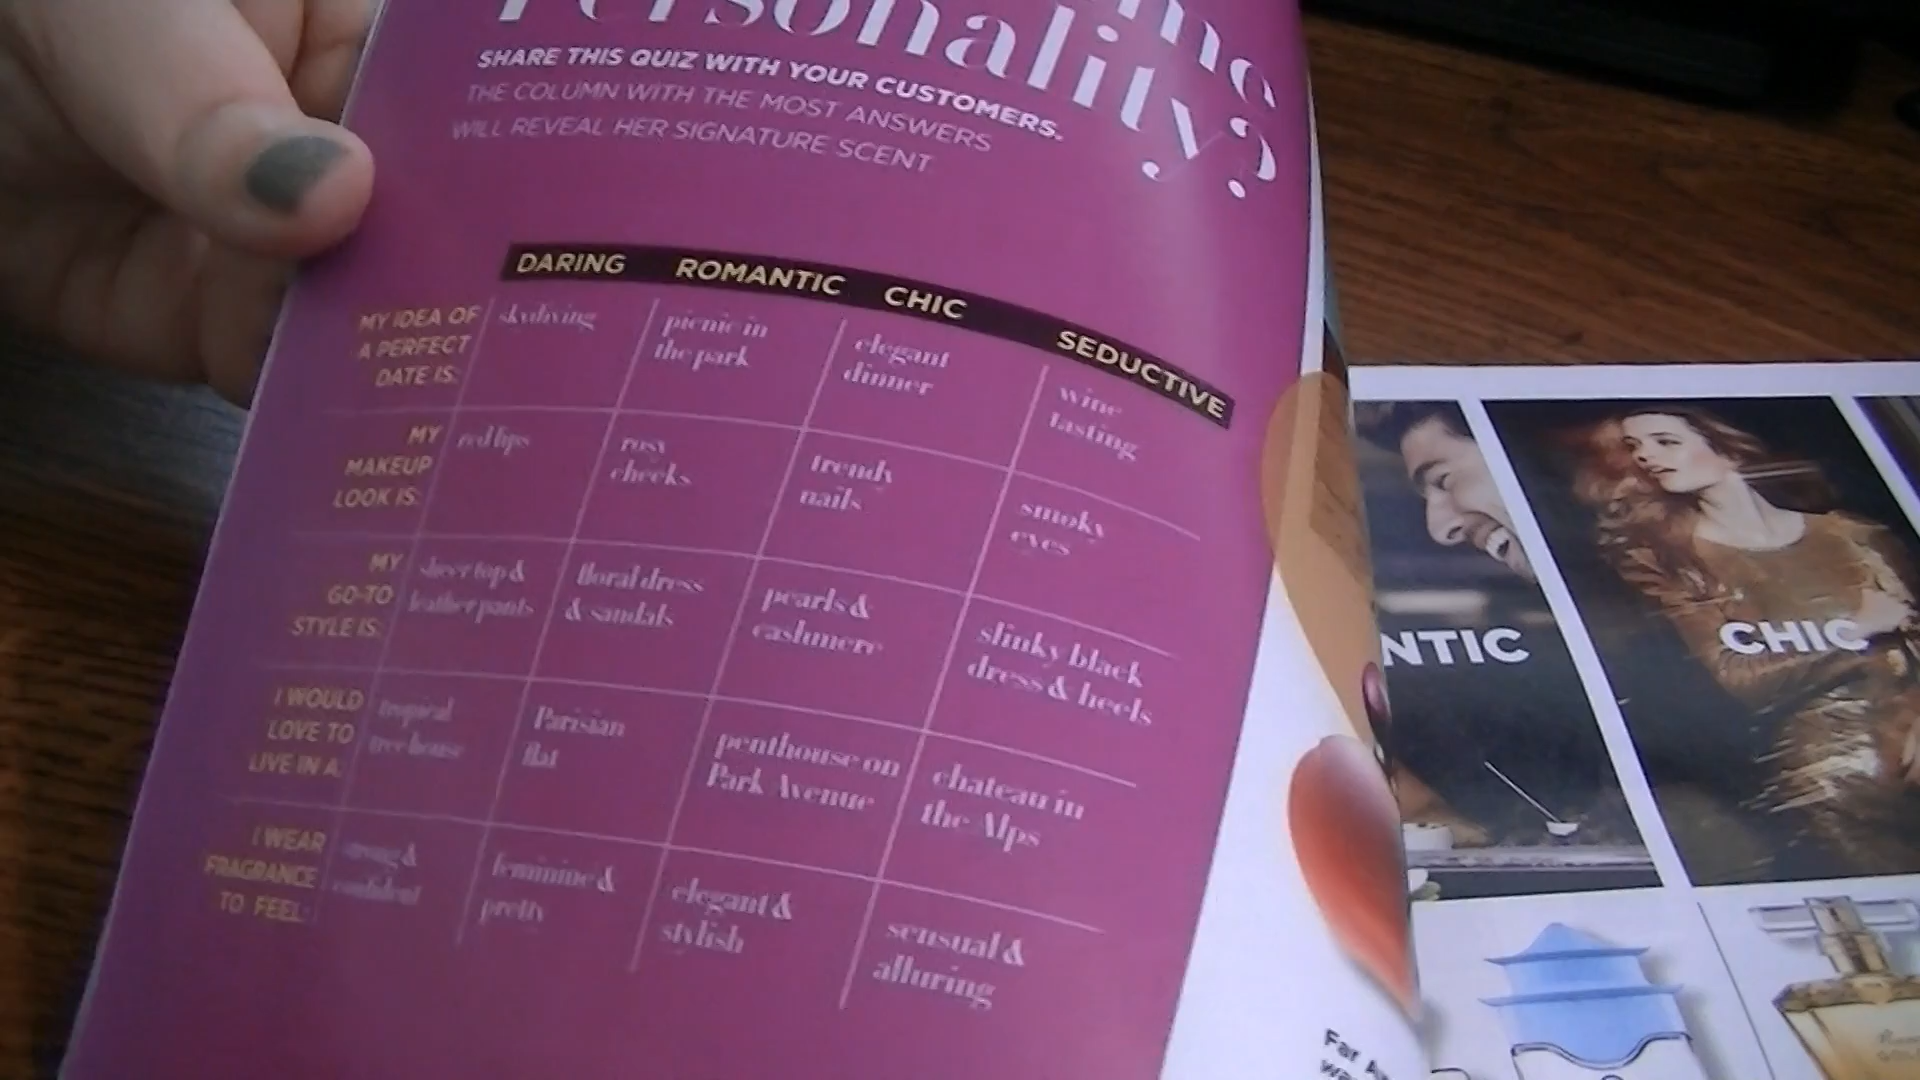 Personality?
SHARE THIS QUIZ WITH YOUR CUSTOMERS.
THE COLUMN WITH THE MOST ANSWERS
WILL REVEAL HER SIGNATURE SCENT
DARING ROMANTIC CHIC SEDUCTIVE
MY IDEA OF
A PERFECT
DATE IS:
skydiving
picnic in
the park
elegant
dinner
wine
tasting
MY
MAKEUP
LOOK IS:
red lips
rosy
cheeks
trendy
nails
smoky
eyes
MY
GO-TO
STYLE IS:
sheer top &
leather pants
floral dress
& sandals
pearls &
cashmere
slinky black
dress & heels
I WOULD
LOVE TO
LIVE IN A:
tropical
tree house
Parisian
flat
penthouse on
Park Avenue
chateau in
the Alps
I WEAR
FRAGRANCE
TO FEEL:
strong &
confident
feminine &
pretty
elegant &
stylish
sensual &
alluring
NTIC
CHIC
Far